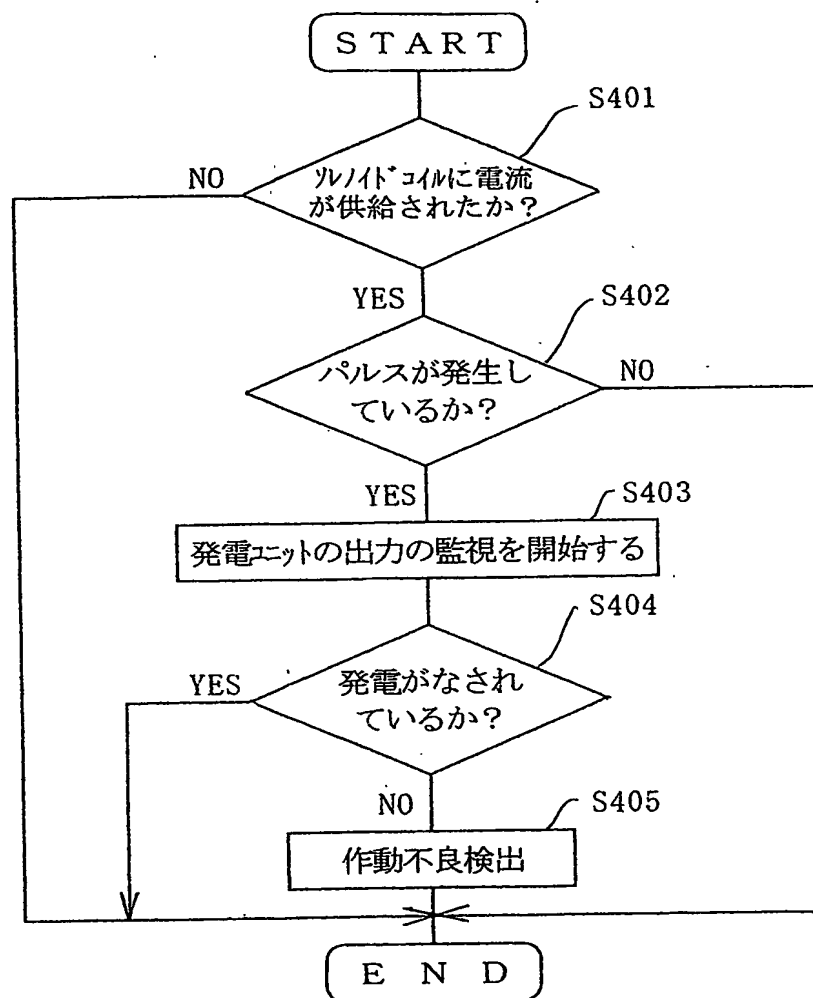 START
S401
NO
ソレノイドコイルに電流
が供給されたか？
YES
S402
パルスが発生し
ているか？
NO
YES
S403
発電ユニットの出力の監視を開始する
S404
YES
発電がなされ
ているか？
NO
S405
作動不良検出
END